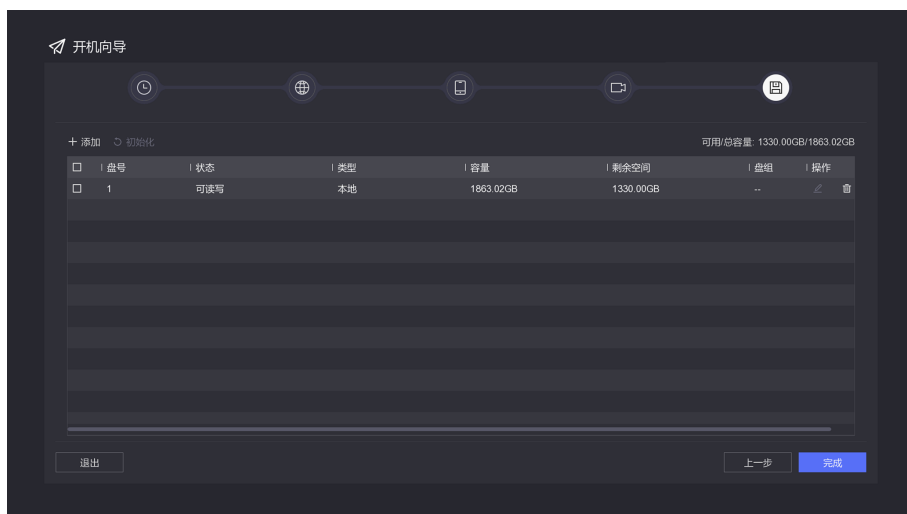 开机向导
添加 初始化 可用/总容量: 1330.00GB/1863.02GB
盘号 状态 类型 容量 剩余空间 盘组 操作
1 可读写 本地 1863.02GB 1330.00GB --
退出 上一步 完成